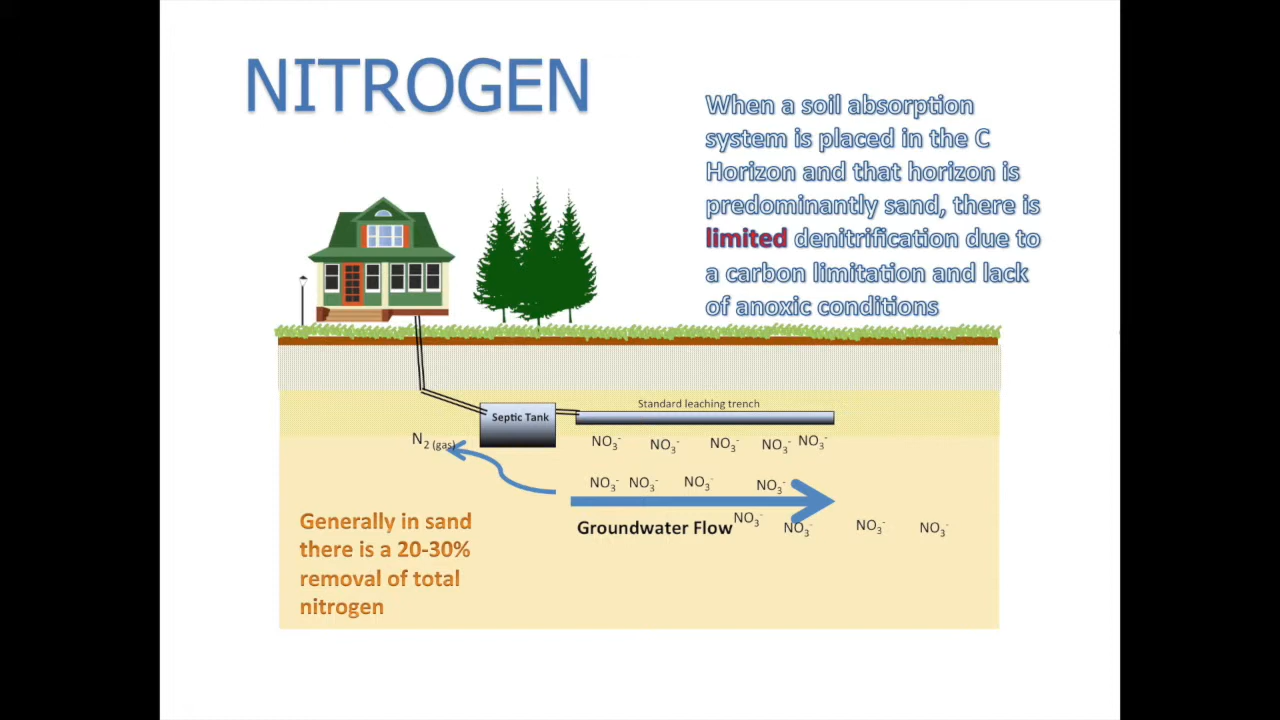 NITROGEN
When a soil absorption
system is placed in the C
Horizon and that horizon is
predominantly sand, there is
limited denitrification due to
a carbon limitation and lack
of anoxic conditions
Standard leaching trench
Septic Tank
N2 (gas)
NO3- NO3- NO3- NO3- NO3-
NO3- NO3- NO3- NO3-
Groundwater Flow
NO3- NO3- NO3- NO3-
Generally in sand
there is a 20-30%
removal of total
nitrogen